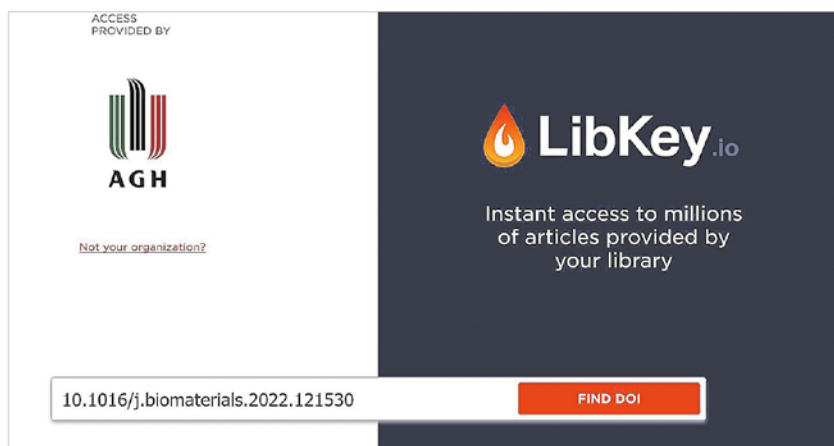 ACCESS
PROVIDED BY
AGH
Not your organization?
LibKey.io
Instant access to millions
of articles provided by
your library
10.1016/j.biomaterials.2022.121530
FIND DOI